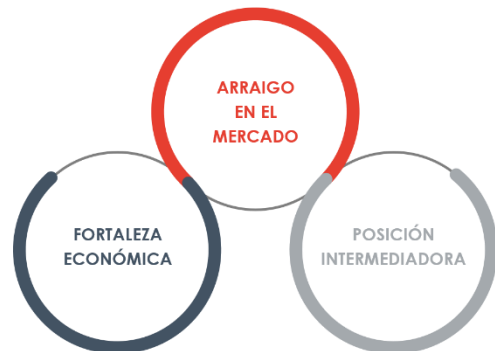 ARRAIGO
EN EL
MERCADO
FORTALEZA
ECONÓMICA
POSICIÓN
INTERMEDIADORA